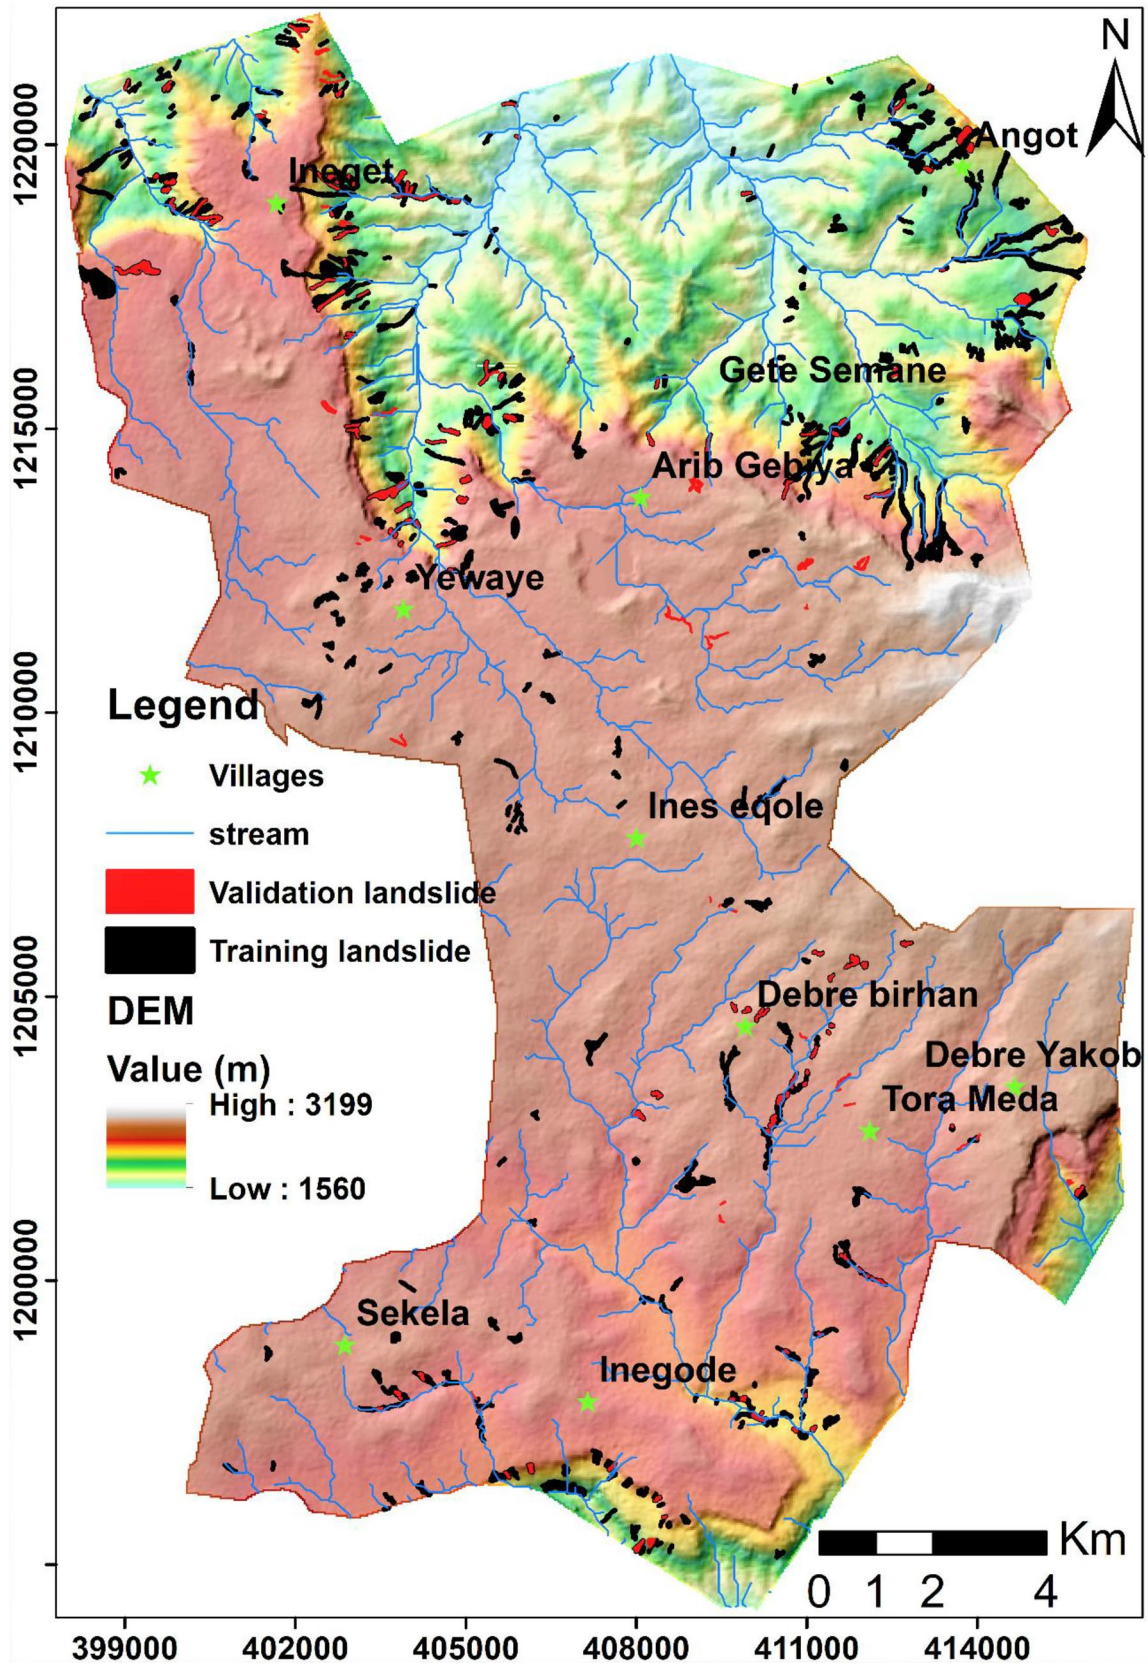 N
Angot
Ineget
Gete Semane
Arib Gebiya
Yewaye
Legend
Villages
stream
Validation landslide
Training landslide
DEM
Value (m)
High : 3199
Low : 1560
Ines eqole
Debre birhan
Debre Yakob
Tora Meda
Sekela
Inegode
Km
0 1 2 4
1220000
1215000
1210000
1205000
1200000
399000 402000 405000 408000 411000 414000